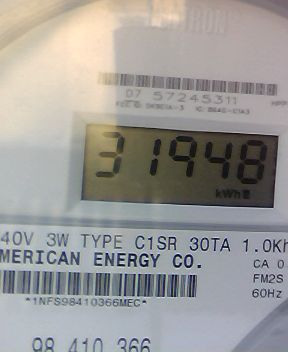 07 57245311
31948
kWh
40V 3W TYPE C1SR 30TA 1.0Kh
MERICAN ENERGY CO.
CA 0
FM2S
60Hz
*1NFS98410366MEC*
98 410 366